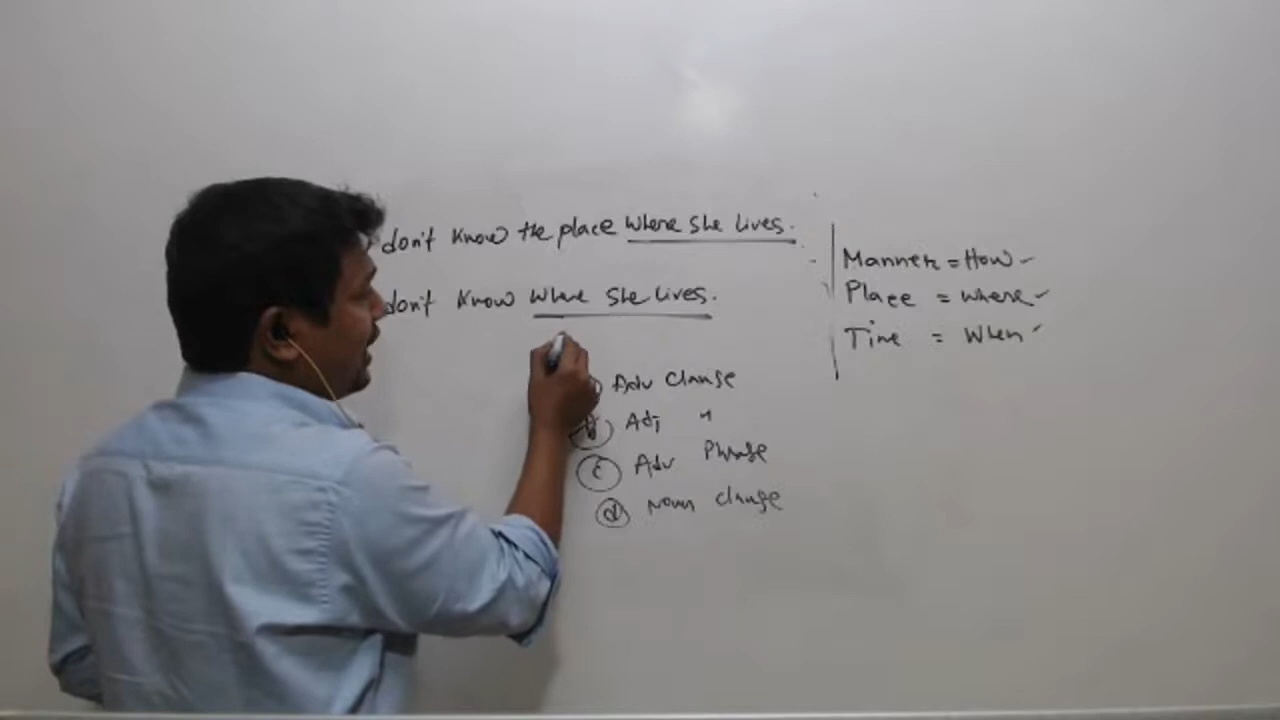 don't know the place where she lives.
don't know where she lives.
Adv Clause
(b) Adj "
(c) Adv Phrase
(d) Noun clause
Manner = How
Place = where
Time = When